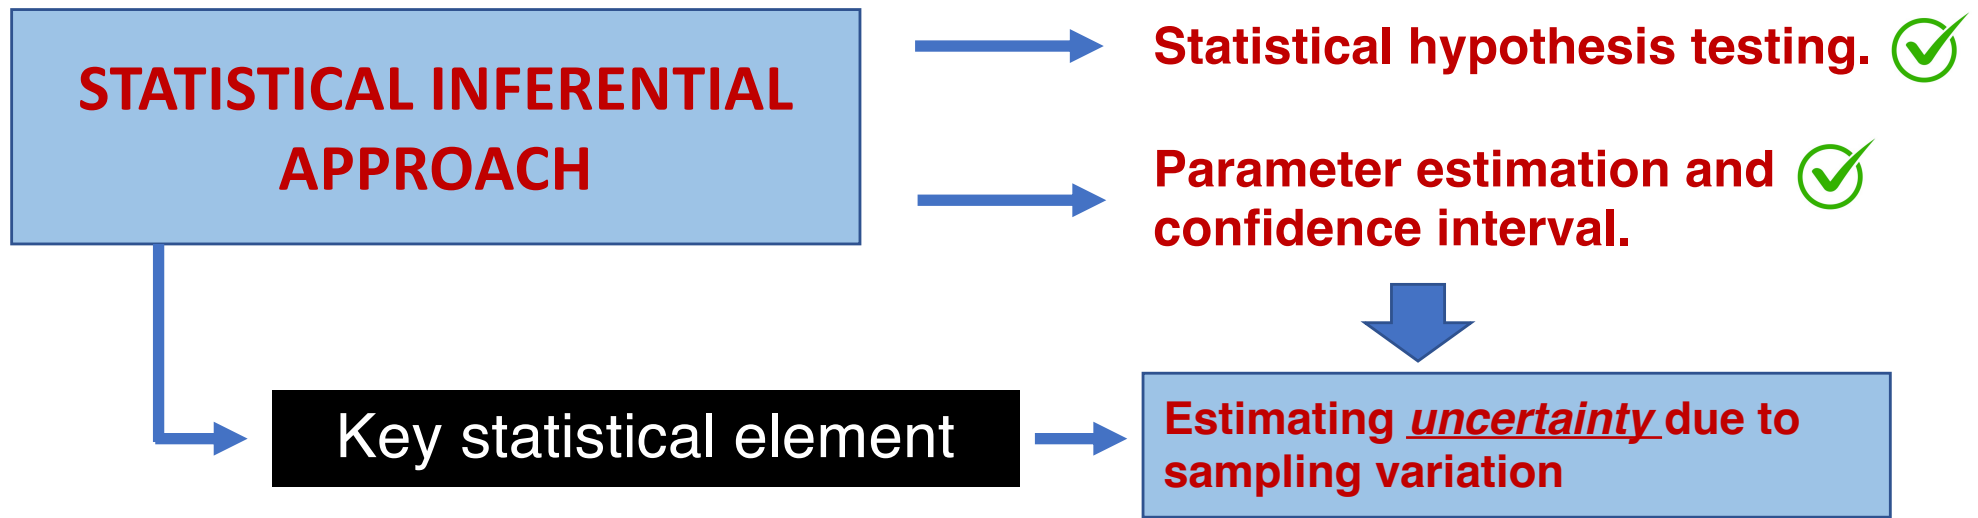 STATISTICAL INFERENTIAL
APPROACH
Statistical hypothesis testing.
Parameter estimation and
confidence interval.
Key statistical element
Estimating uncertainty due to
sampling variation